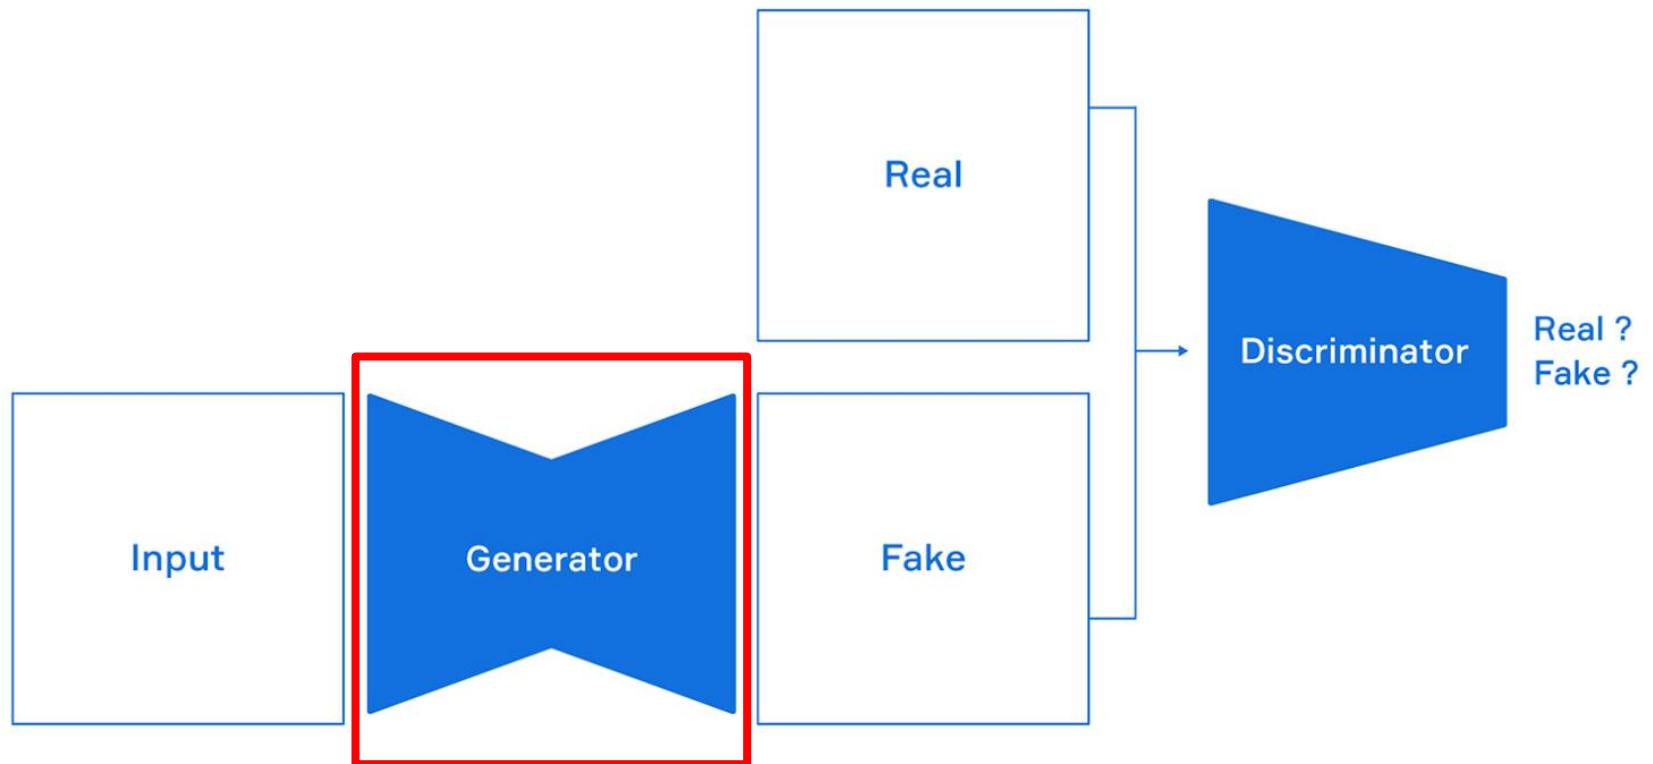 Real
Discriminator
Real ?
Fake ?
Input
Generator
Fake